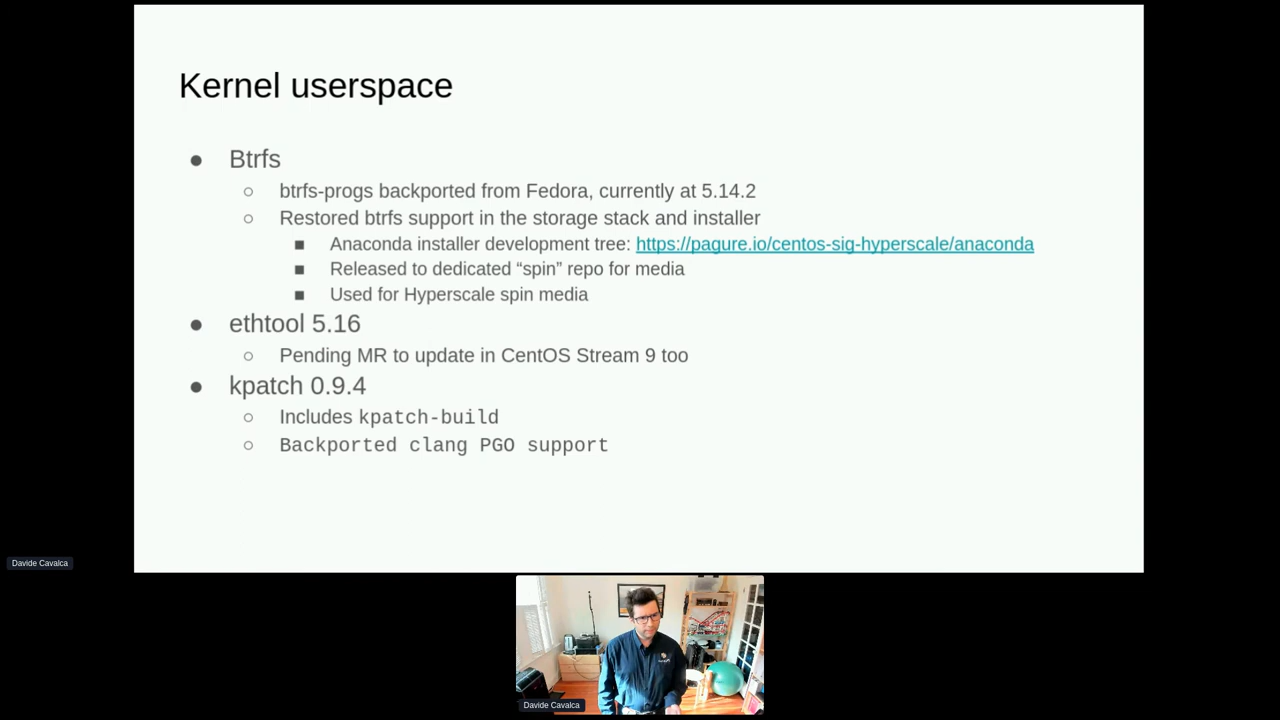 Kernel userspace
● Btrfs
○ btrfs-progs backported from Fedora, currently at 5.14.2
○ Restored btrfs support in the storage stack and installer
■ Anaconda installer development tree: https://pagure.io/centos-sig-hyperscale/anaconda
■ Released to dedicated “spin” repo for media
■ Used for Hyperscale spin media
● ethtool 5.16
○ Pending MR to update in CentOS Stream 9 too
● kpatch 0.9.4
○ Includes kpatch-build
○ Backported clang PGO support
Davide Cavalca
Davide Cavalca